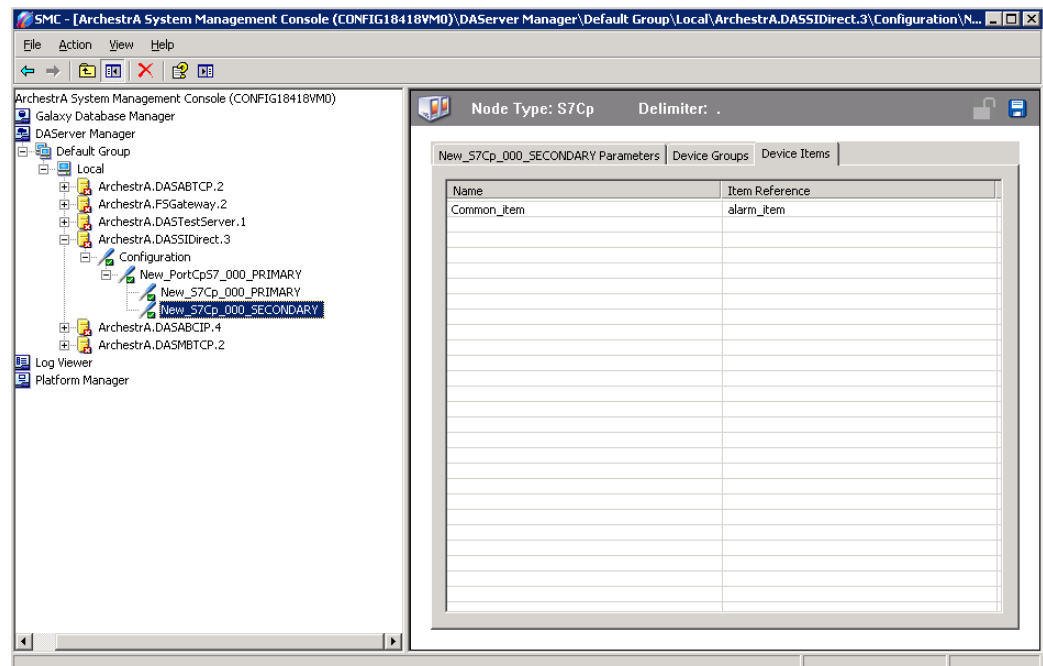 SMC - [ArchestrA System Management Console (CONFIG18418VM0)\DAServer Manager\Default Group\Local\ArchestrA.DASSIDirect.3\Configuration\N...
File Action View Help
ArchestrA System Management Console (CONFIG18418VM0)
Galaxy Database Manager
DAServer Manager
Default Group
Local
ArchestrA.DASABTCP.2
ArchestrA.FSGateway.2
ArchestrA.DASTestServer.1
ArchestrA.DASSIDirect.3
Configuration
New_PortCpS7_000_PRIMARY
New_S7Cp_000_PRIMARY
New_S7Cp_000_SECONDARY
ArchestrA.DASABCIP.4
ArchestrA.DASMBTCP.2
Log Viewer
Platform Manager
Node Type: S7Cp Delimiter: .
New_S7Cp_000_SECONDARY Parameters Device Groups Device Items
Name Item Reference
Common_item alarm_item